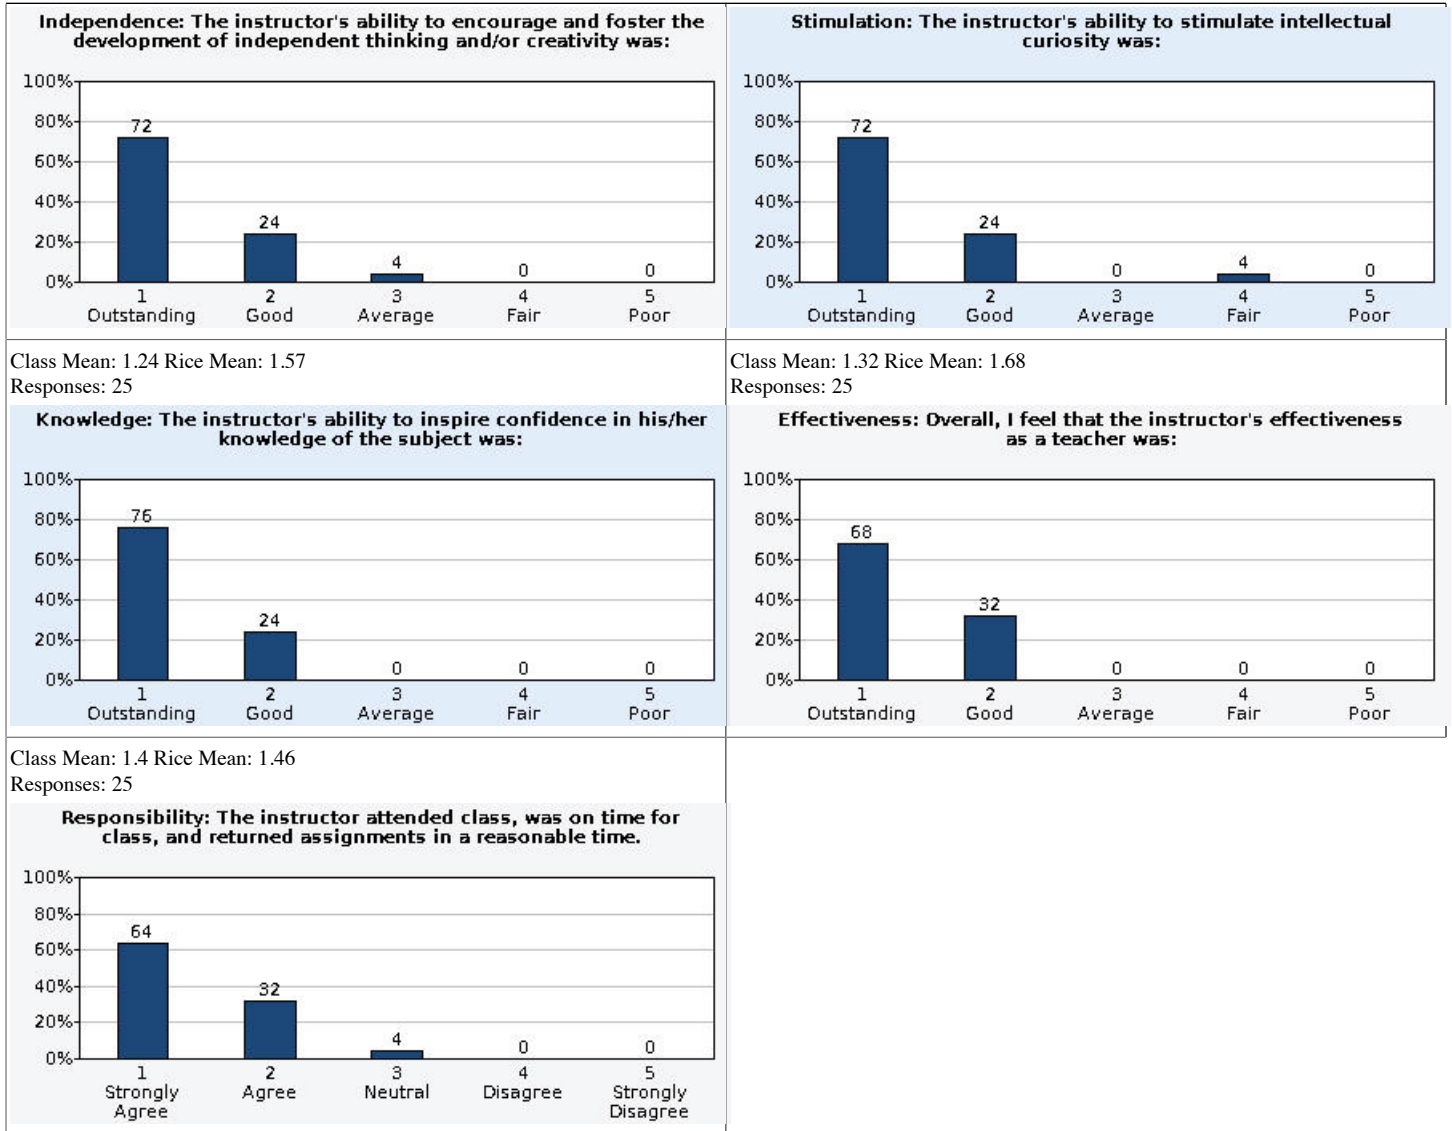 Independence: The instructor's ability to encourage and foster the
development of independent thinking and/or creativity was:
100%
80%
60%
40%
20%
0%
72
24
4
0
0
1
2
3
4
5
Outstanding
Good
Average
Fair
Poor
Stimulation: The instructor's ability to stimulate intellectual
curiosity was:
100%
80%
60%
40%
20%
0%
72
24
0
4
0
1
2
3
4
5
Outstanding
Good
Average
Fair
Poor
Class Mean: 1.24 Rice Mean: 1.57
Responses: 25
Class Mean: 1.32 Rice Mean: 1.68
Responses: 25
Knowledge: The instructor's ability to inspire confidence in his/her
knowledge of the subject was:
100%
80%
60%
40%
20%
0%
76
24
0
0
0
1
2
3
4
5
Outstanding
Good
Average
Fair
Poor
Effectiveness: Overall, I feel that the instructor's effectiveness
as a teacher was:
100%
80%
60%
40%
20%
0%
68
32
0
0
0
1
2
3
4
5
Outstanding
Good
Average
Fair
Poor
Class Mean: 1.4 Rice Mean: 1.46
Responses: 25
Responsibility: The instructor attended class, was on time for
class, and returned assignments in a reasonable time.
100%
80%
60%
40%
20%
0%
64
32
4
0
0
1
2
3
4
5
Strongly
Agree
Agree
Neutral
Disagree
Strongly
Disagree